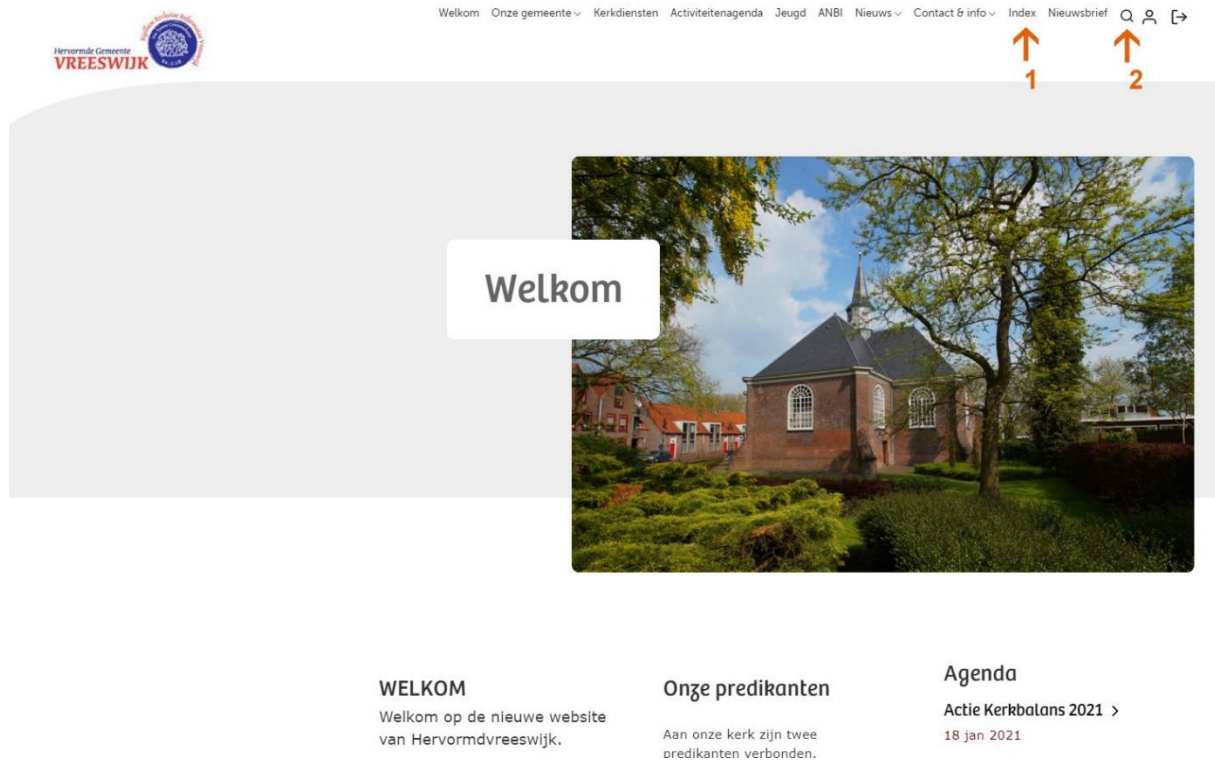 Welkom Onze gemeente Kerkdiensten Activiteitenagenda Jeugd ANBI Nieuws Contact & info Index Nieuwsbrief
Hervormde Gemeente
VREESWIJK
1 2
Welkom
WELKOM
Welkom op de nieuwe website
van Hervormdvreeswijk.
Onze predikanten
Aan onze kerk zijn twee
predikanten verbonden.
Agenda
Actie Kerkbalans 2021 >
18 jan 2021